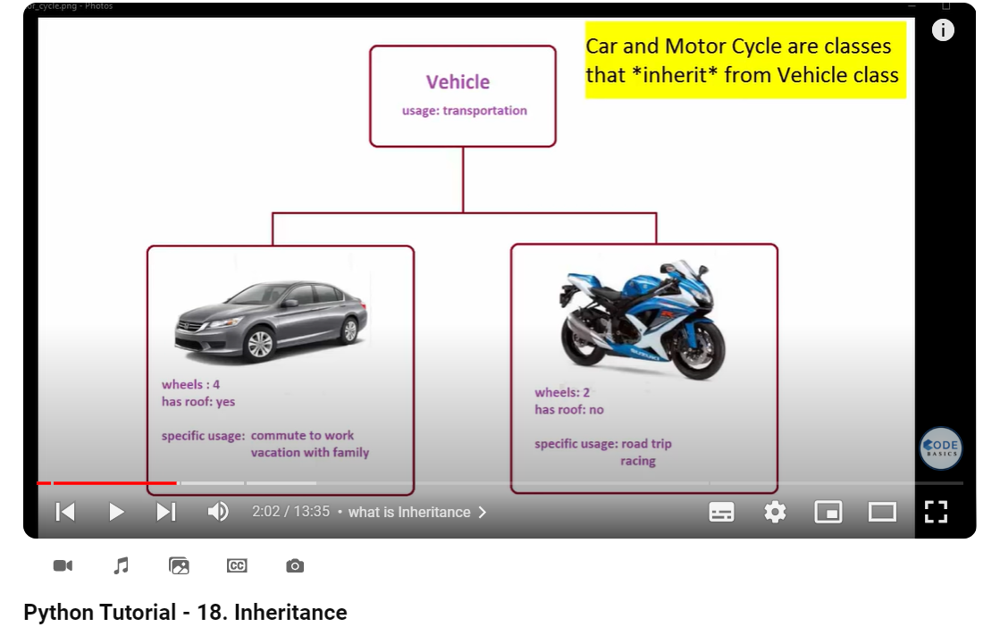 or_cycle.png - Photos
Car and Motor Cycle are classes
that *inherit* from Vehicle class
Vehicle
usage: transportation
wheels : 4
has roof: yes
specific usage: commute to work
vacation with family
SUZUKI
wheels: 2
has roof: no
specific usage: road trip
racing
CODE
BASICS
2:02 / 13:35 • what is Inheritance
CC
Python Tutorial - 18. Inheritance